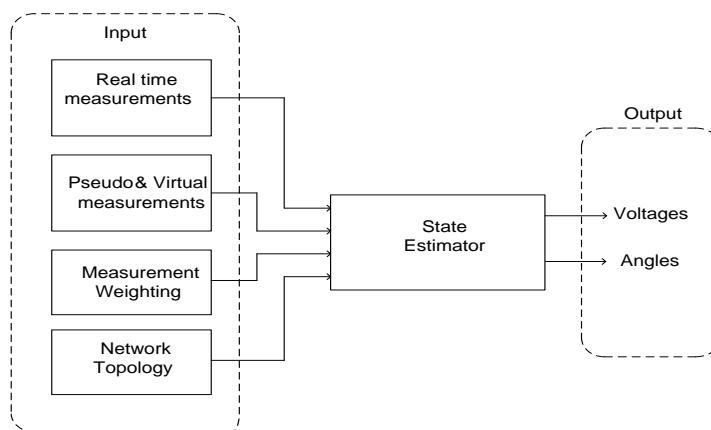 Input
Real time
measurements
Pseudo& Virtual
measurements
Measurement
Weighting
Network
Topology
State
Estimator
Output
Voltages
Angles